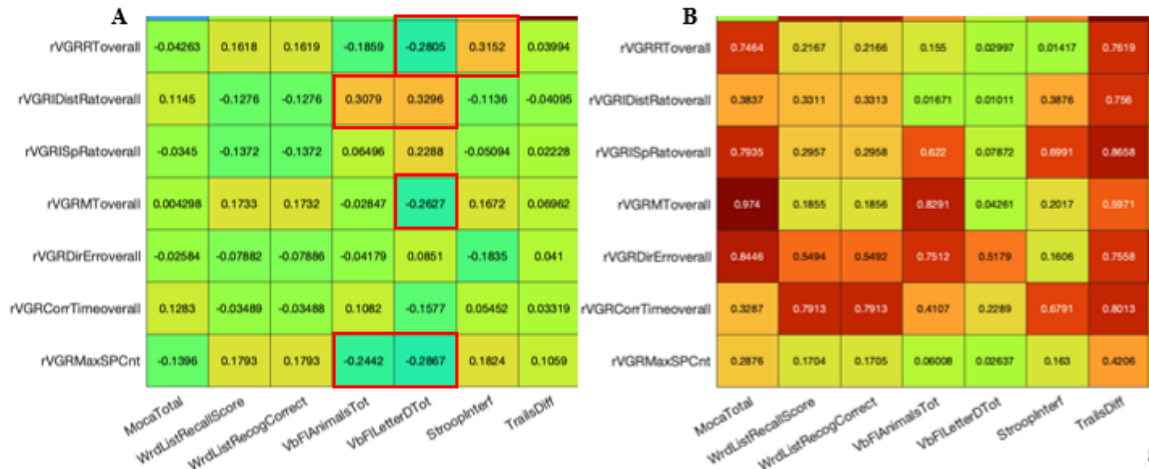 A
rVGRRToverall -0.04263 0.1618 0.1619 -0.1859 -0.2805 0.3152 0.03994
rVGRIDistRatoverall 0.1145 -0.1276 -0.1276 0.3079 0.3296 -0.1136 -0.04095
rVGRISpRatoverall -0.0345 -0.1372 -0.1372 0.06496 0.2288 -0.05094 0.02228
rVGRMToverall 0.004298 0.1733 0.1732 -0.02847 -0.2627 0.1672 0.06962
rVGRDirErroverall -0.02584 -0.07882 -0.07886 -0.04179 0.0851 -0.1835 0.041
rVGRCorrTimeoverall 0.1283 -0.03489 -0.03488 0.1082 -0.1577 0.05452 0.03319
rVGRMaxSPCnt -0.1396 0.1793 0.1793 -0.2442 -0.2867 0.1824 0.1059
MocaTotal WrdListRecallScore WrdListRecogCorrect VbFlAnimalsTot VbFlLetterDTot StroopInterf TrailsDiff
B
rVGRRToverall 0.7464 0.2167 0.2166 0.155 0.02997 0.01417 0.7619
rVGRIDistRatoverall 0.3837 0.3311 0.3313 0.01671 0.01011 0.3876 0.756
rVGRISpRatoverall 0.7935 0.2957 0.2958 0.622 0.07872 0.6991 0.8658
rVGRMToverall 0.974 0.1855 0.1856 0.8291 0.04261 0.2017 0.5971
rVGRDirErroverall 0.8446 0.5494 0.5492 0.7512 0.5179 0.1606 0.7558
rVGRCorrTimeoverall 0.3287 0.7913 0.7913 0.4107 0.2289 0.6791 0.8013
rVGRMaxSPCnt 0.2876 0.1704 0.1705 0.06008 0.02637 0.163 0.4206
MocaTotal WrdListRecallScore WrdListRecogCorrect VbFlAnimalsTot VbFlLetterDTot StroopInterf TrailsDiff